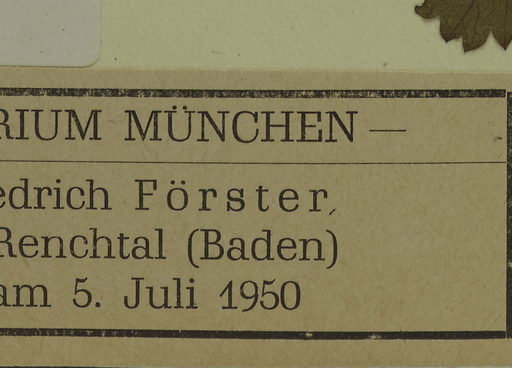 RIUM MÜNCHEN —
edrich Förster,
Renchtal (Baden)
am 5. Juli 1950